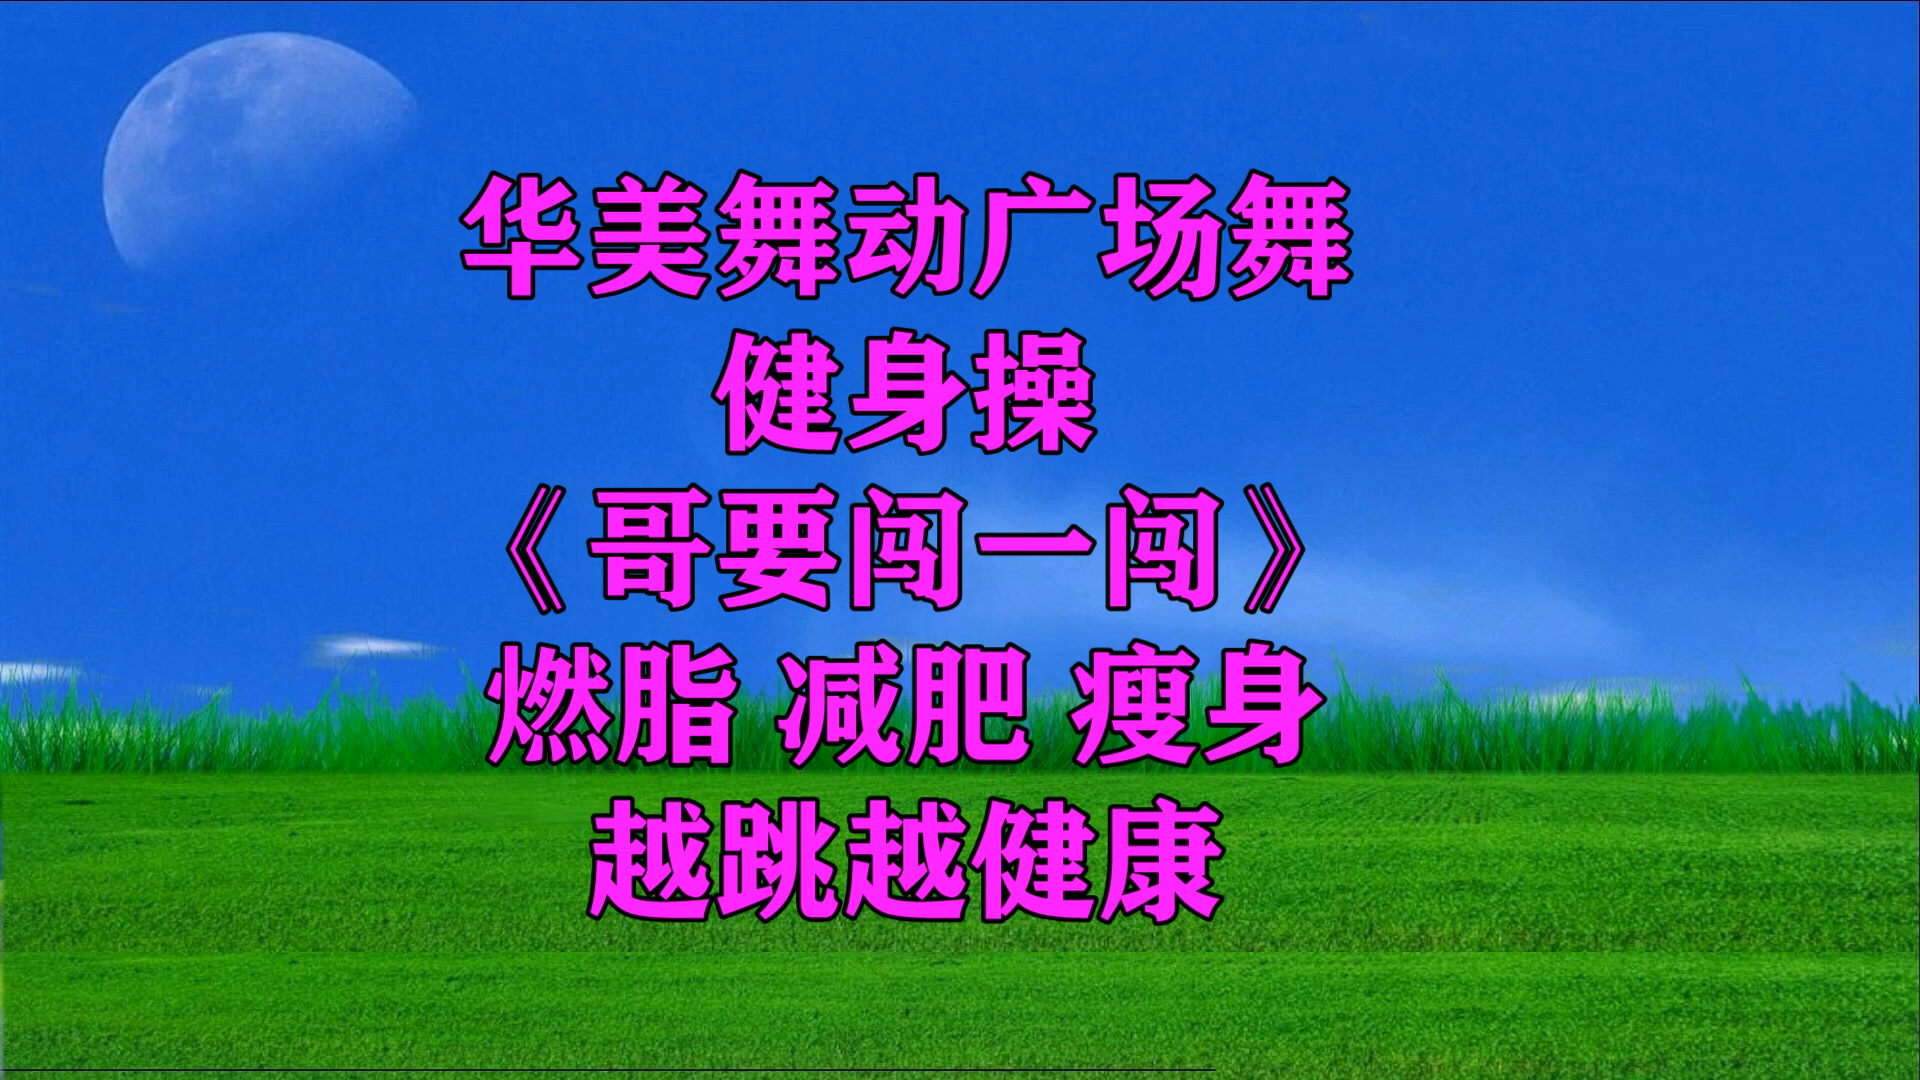 华美舞动广场舞
健身操
《哥要闯一闯》
燃脂 减肥 瘦身
越跳越健康